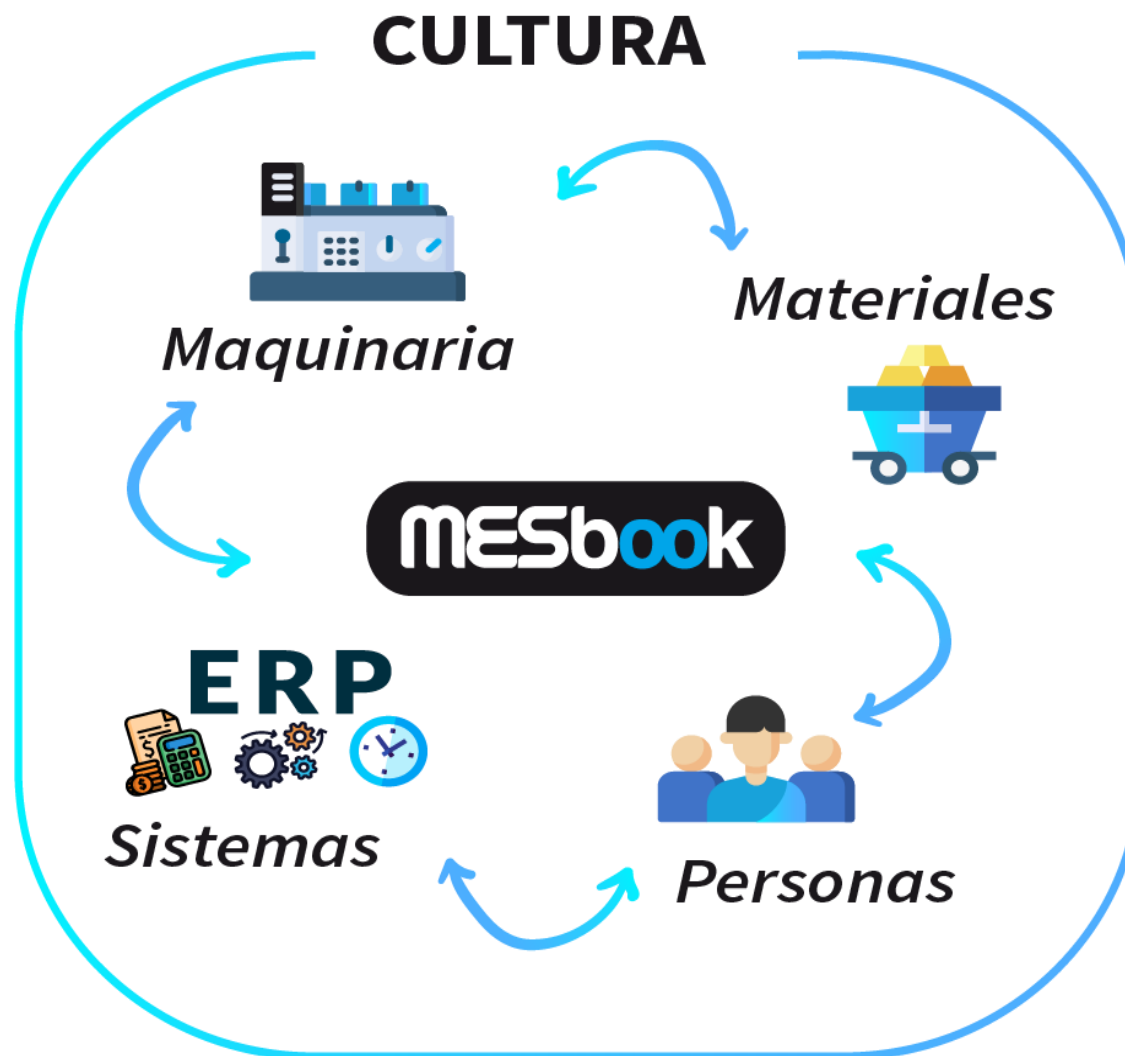 CULTURA
Maquinaria
Materiales
MESbook
ERP
$
$
Sistemas
Personas